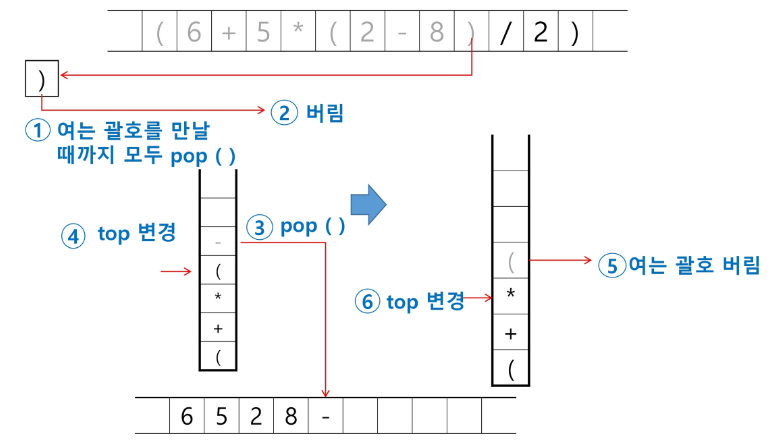 ( 6 + 5 * ( 2 - 8 ) / 2 )
)
② 버림
① 여는 괄호를 만날
때까지 모두 pop ( )
④ top 변경
③ pop ( )
-
(
*
+
(
(
*
+
(
⑤ 여는 괄호 버림
⑥ top 변경
6 5 2 8 -